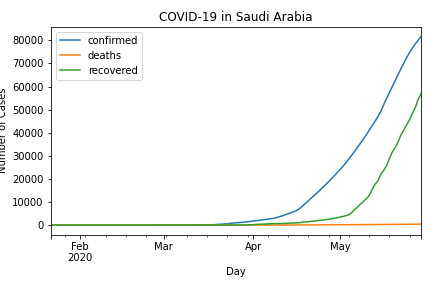 COVID-19 in Saudi Arabia
confirmed
deaths
recovered
80000
70000
60000
50000
40000
30000
20000
10000
0
Number of Cases
Feb
2020
Mar
Apr
May
Day